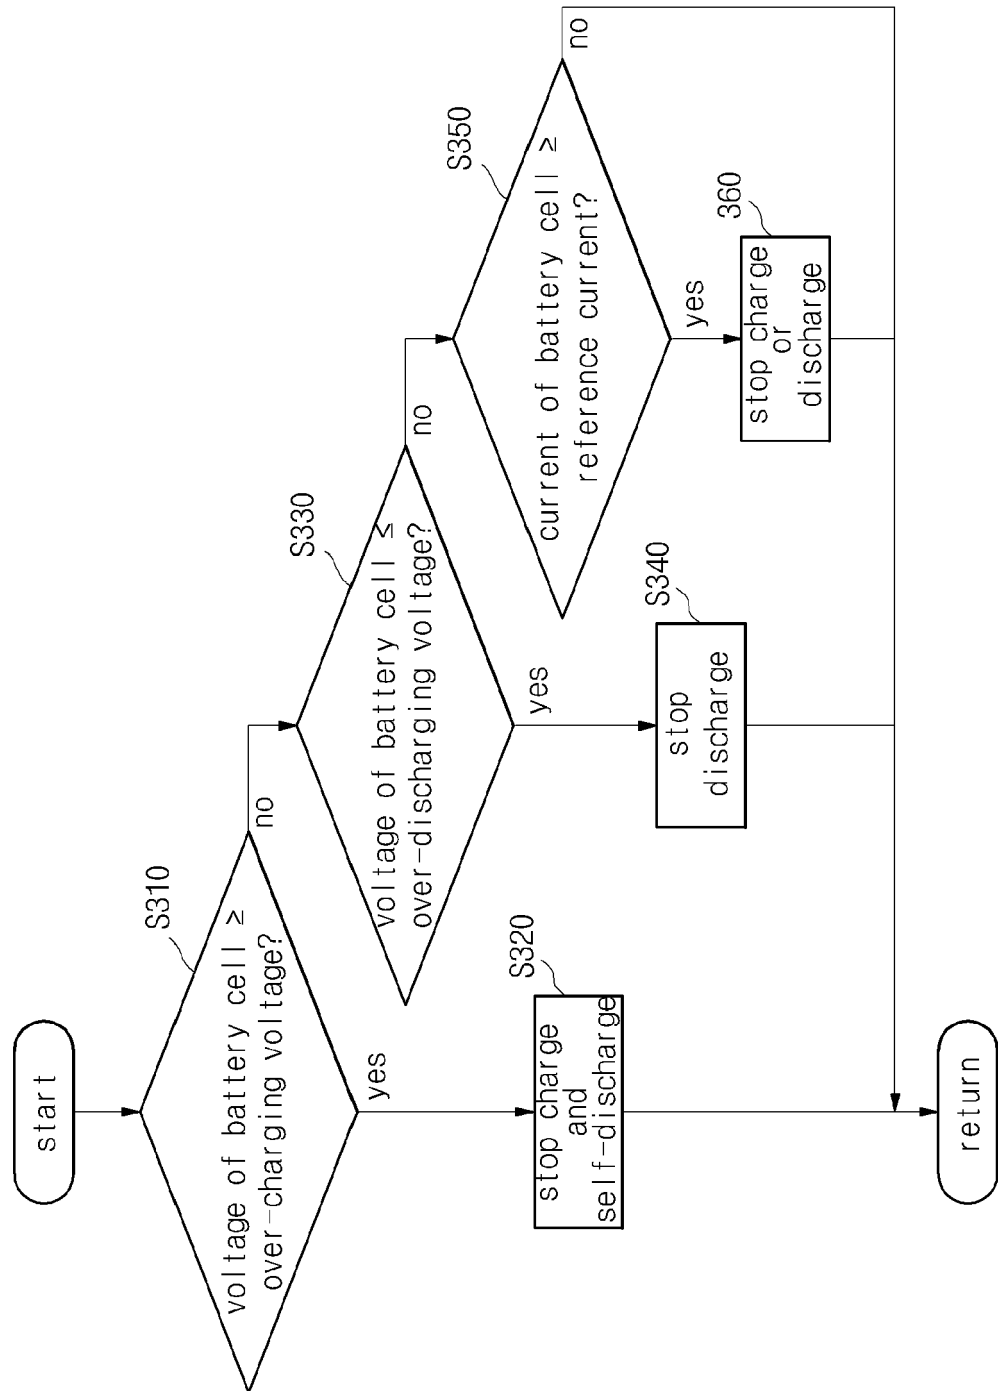 start
S310
voltage of battery cell ≥
over-charging voltage?
no
yes
S320
stop charge
and
self-discharge
S330
voltage of battery cell ≤
over-discharging voltage?
no
yes
S340
stop
discharge
S350
current of battery cell ≥
reference current?
no
yes
360
stop charge
or
discharge
return